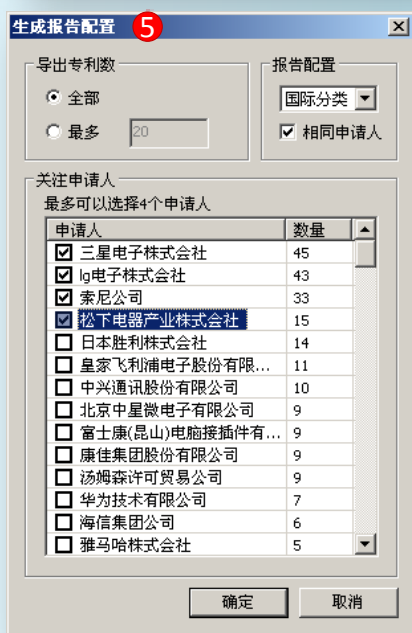 生成报告配置 5
导出专利数
全部
最多 20
报告配置
国际分类
相同申请人
关注申请人
最多可以选择4个申请人
申请人 数量
三星电子株式会社 45
lg电子株式会社 43
索尼公司 33
松下电器产业株式会社 15
日本胜利株式会社 14
皇家飞利浦电子股份有限... 11
中兴通讯股份有限公司 10
北京中星微电子有限公司 9
富士康(昆山)电脑接插件有... 9
康佳集团股份有限公司 9
汤姆森许可贸易公司 9
华为技术有限公司 7
海信集团公司 6
雅马哈株式会社 5
确定 取消